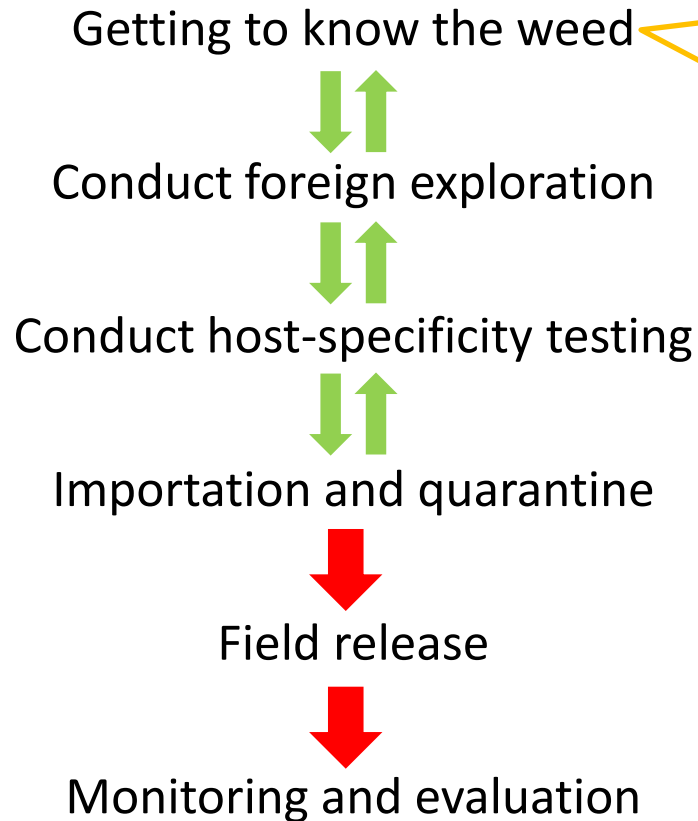 Getting to know the weed
Conduct foreign exploration
Conduct host-specificity testing
Importation and quarantine
Field release
Monitoring and evaluation